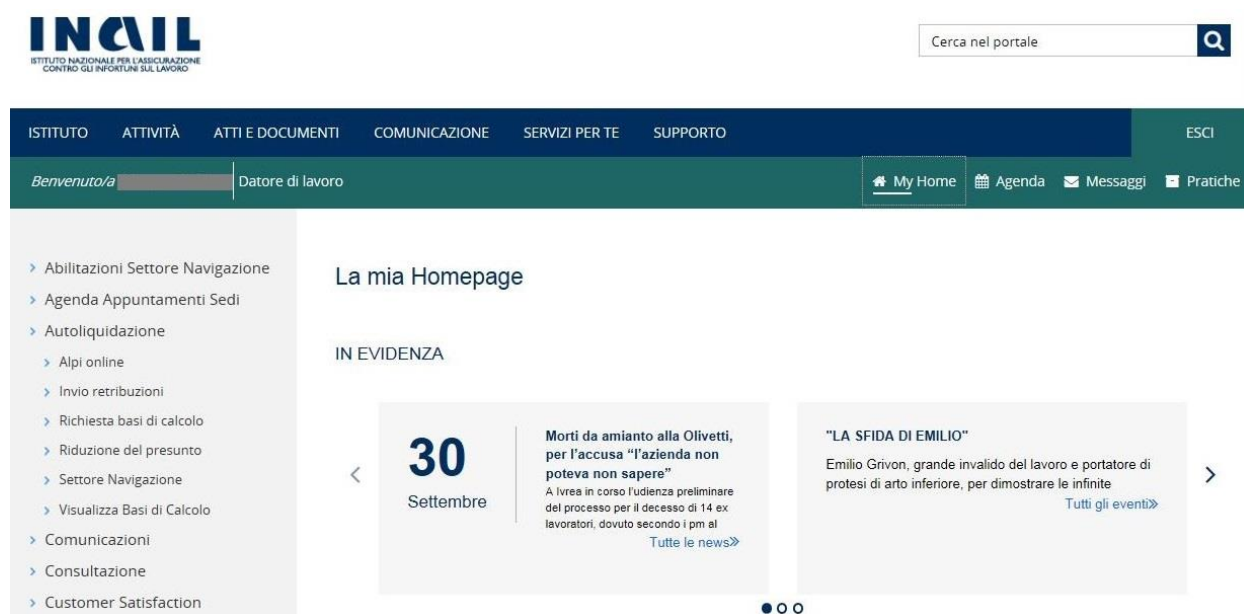 INAIL
ISTITUTO NAZIONALE PER L'ASSICURAZIONE
CONTRO GLI INFORTUNI SUL LAVORO
Cerca nel portale
ISTITUTO ATTIVITÀ ATTI E DOCUMENTI COMUNICAZIONE SERVIZI PER TE SUPPORTO ESCI
Benvenuto/a Datore di lavoro My Home Agenda Messaggi Pratiche
Abilitazioni Settore Navigazione
Agenda Appuntamenti Sedi
Autoliquidazione
Alpi online
Invio retribuzioni
Richiesta basi di calcolo
Riduzione del presunto
Settore Navigazione
Visualizza Basi di Calcolo
Comunicazioni
Consultazione
Customer Satisfaction
La mia Homepage
IN EVIDENZA
30
Settembre
Morti da amianto alla Olivetti,
per l'accusa “l'azienda non
poteva non sapere”
A Ivrea in corso l'udienza preliminare
del processo per il decesso di 14 ex
lavoratori, dovuto secondo i pm al
Tutte le news»
"LA SFIDA DI EMILIO"
Emilio Grivon, grande invalido del lavoro e portatore di
protesi di arto inferiore, per dimostrare le infinite
Tutti gli eventi»